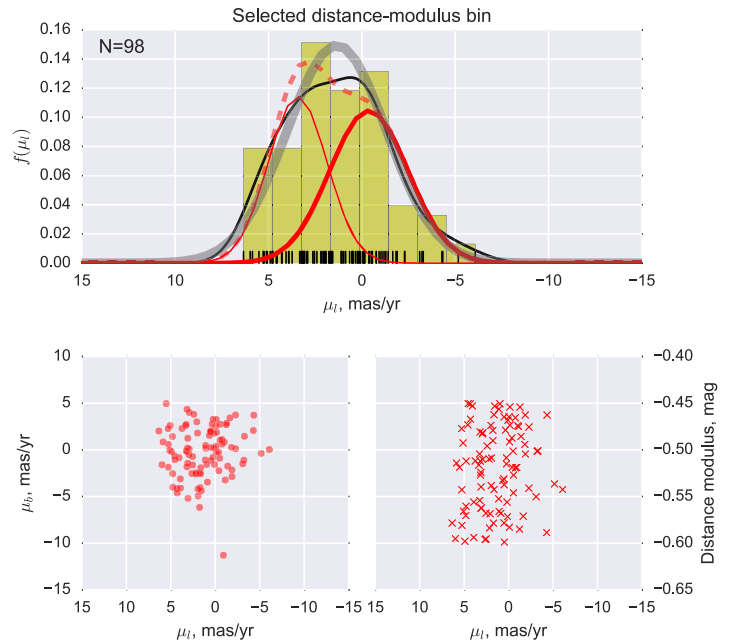 Selected distance-modulus bin
N=98
0.16
0.14
0.12
0.10
0.08
0.06
0.04
0.02
0.00
f(μl)
15 10 5 0 −5 −10 −15
μl, mas/yr
10
5
0
−5
−10
−15
μb, mas/yr
15 10 5 0 −5 −10 −15
μl, mas/yr
−0.40
−0.45
−0.50
−0.55
−0.60
−0.65
Distance modulus, mag
15 10 5 0 −5 −10 −15
μl, mas/yr